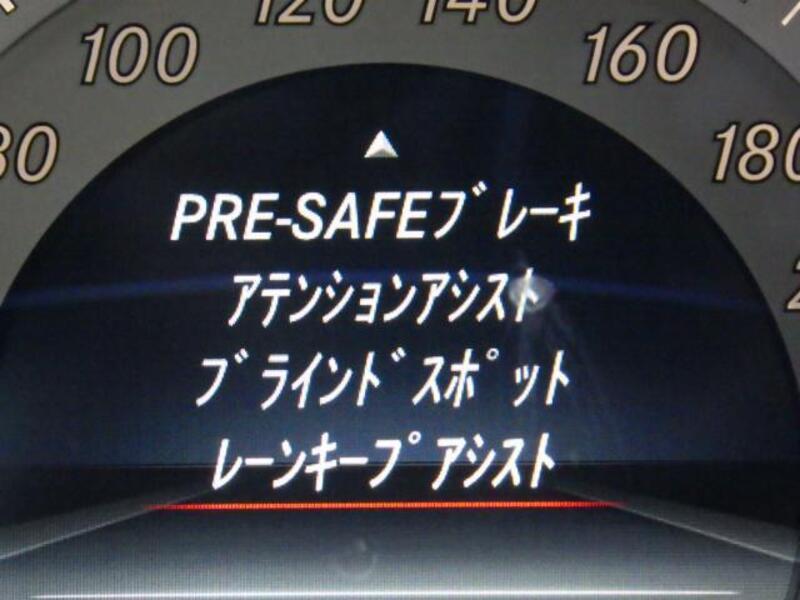 120 140
100 160
80 180
PRE-SAFEﾌﾞﾚｰｷ
ｱﾃﾝｼｮﾝｱｼｽﾄ
ﾌﾞﾗｲﾝﾄﾞｽﾎﾟｯﾄ
ﾚｰﾝｷｰﾌﾟｱｼｽﾄ